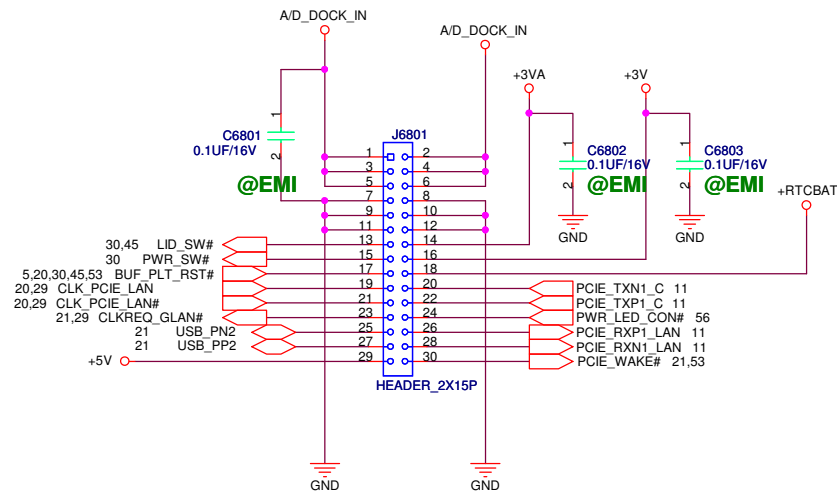 A/D_DOCK_IN
A/D_DOCK_IN
+3VA
+3V
1
C6801
0.1UF/16V
2
@EMI
J6801
1
C6802
0.1UF/16V
2
@EMI
1
C6803
0.1UF/16V
2
@EMI
+RTCBAT
GND
GND
1 2
3 4
5 6
7 8
9 10
11 12
30,45 LID_SW# 13 14
30 PWR_SW# 15 16
5,20,30,45,53 BUF_PLT_RST# 17 18
20,29 CLK_PCIE_LAN 19 20 PCIE_TXN1_C 11
20,29 CLK_PCIE_LAN# 21 22 PCIE_TXP1_C 11
21,29 CLKREQ_GLAN# 23 24 PWR_LED_CON# 56
21 USB_PN2 25 26 PCIE_RXP1_LAN 11
21 USB_PP2 27 28 PCIE_RXN1_LAN 11
+5V 29 30 PCIE_WAKE# 21,53
HEADER_2X15P
GND
GND